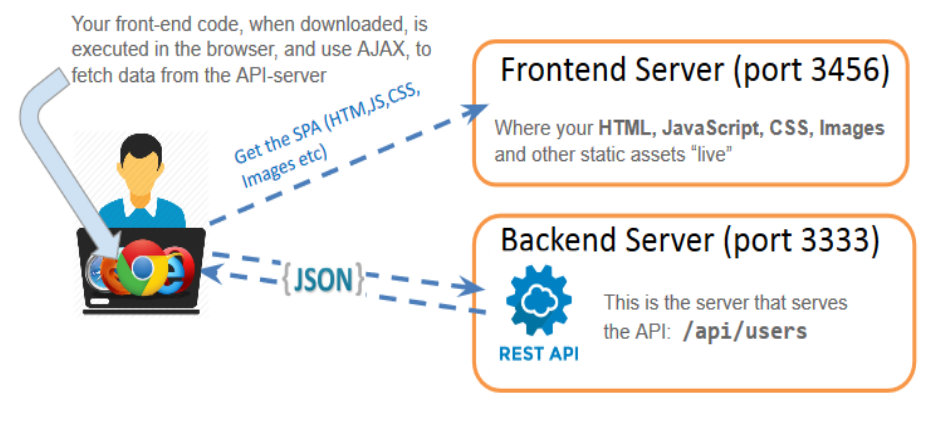 Your front-end code, when downloaded, is
executed in the browser, and use AJAX, to
fetch data from the API-server
Get the SPA (HTM,JS,CSS,
Images etc)
Frontend Server (port 3456)
Where your HTML, JavaScript, CSS, Images
and other static assets “live”
{JSON}
Backend Server (port 3333)
This is the server that serves
the API: /api/users
REST API